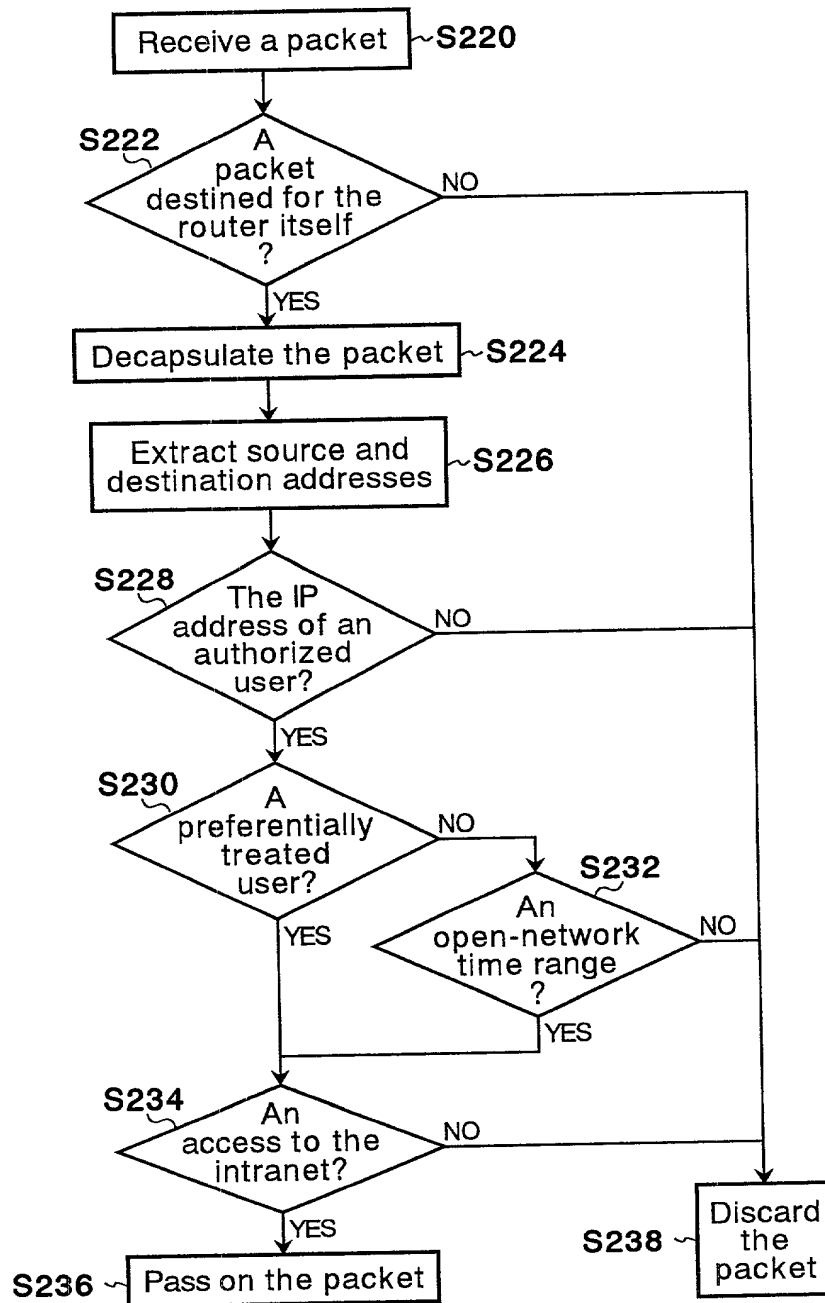 Receive a packet
S220
S222
A
packet
destined for the
router itself
?
NO
YES
Decapsulate the packet
S224
Extract source and
destination addresses
S226
S228
The IP
address of an
authorized
user?
NO
YES
S230
A
preferentially
treated
user?
NO
YES
S232
An
open-network
time range
?
NO
YES
S234
An
access to the
intranet?
NO
YES
S236
Pass on the packet
S238
Discard
the
packet